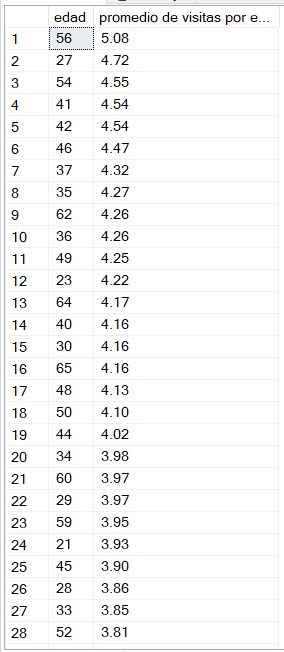 edad promedio de visitas por e...
1 56 5.08
2 27 4.72
3 54 4.55
4 41 4.54
5 42 4.54
6 46 4.47
7 37 4.32
8 35 4.27
9 62 4.26
10 36 4.26
11 49 4.25
12 23 4.22
13 64 4.17
14 40 4.16
15 30 4.16
16 65 4.16
17 48 4.13
18 50 4.10
19 44 4.02
20 34 3.98
21 60 3.97
22 29 3.97
23 59 3.95
24 21 3.93
25 45 3.90
26 28 3.86
27 33 3.85
28 52 3.81